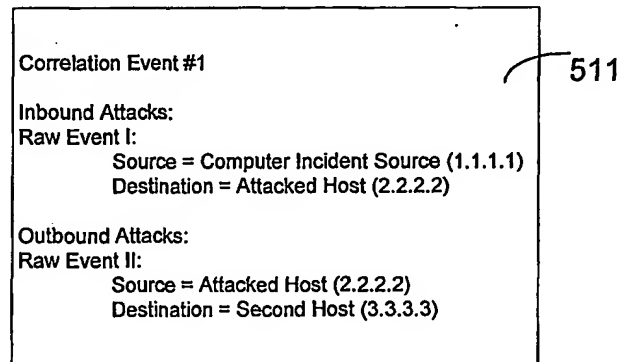 Correlation Event #1
511
Inbound Attacks:
Raw Event I:
Source = Computer Incident Source (1.1.1.1)
Destination = Attacked Host (2.2.2.2)
Outbound Attacks:
Raw Event II:
Source = Attacked Host (2.2.2.2)
Destination = Second Host (3.3.3.3)